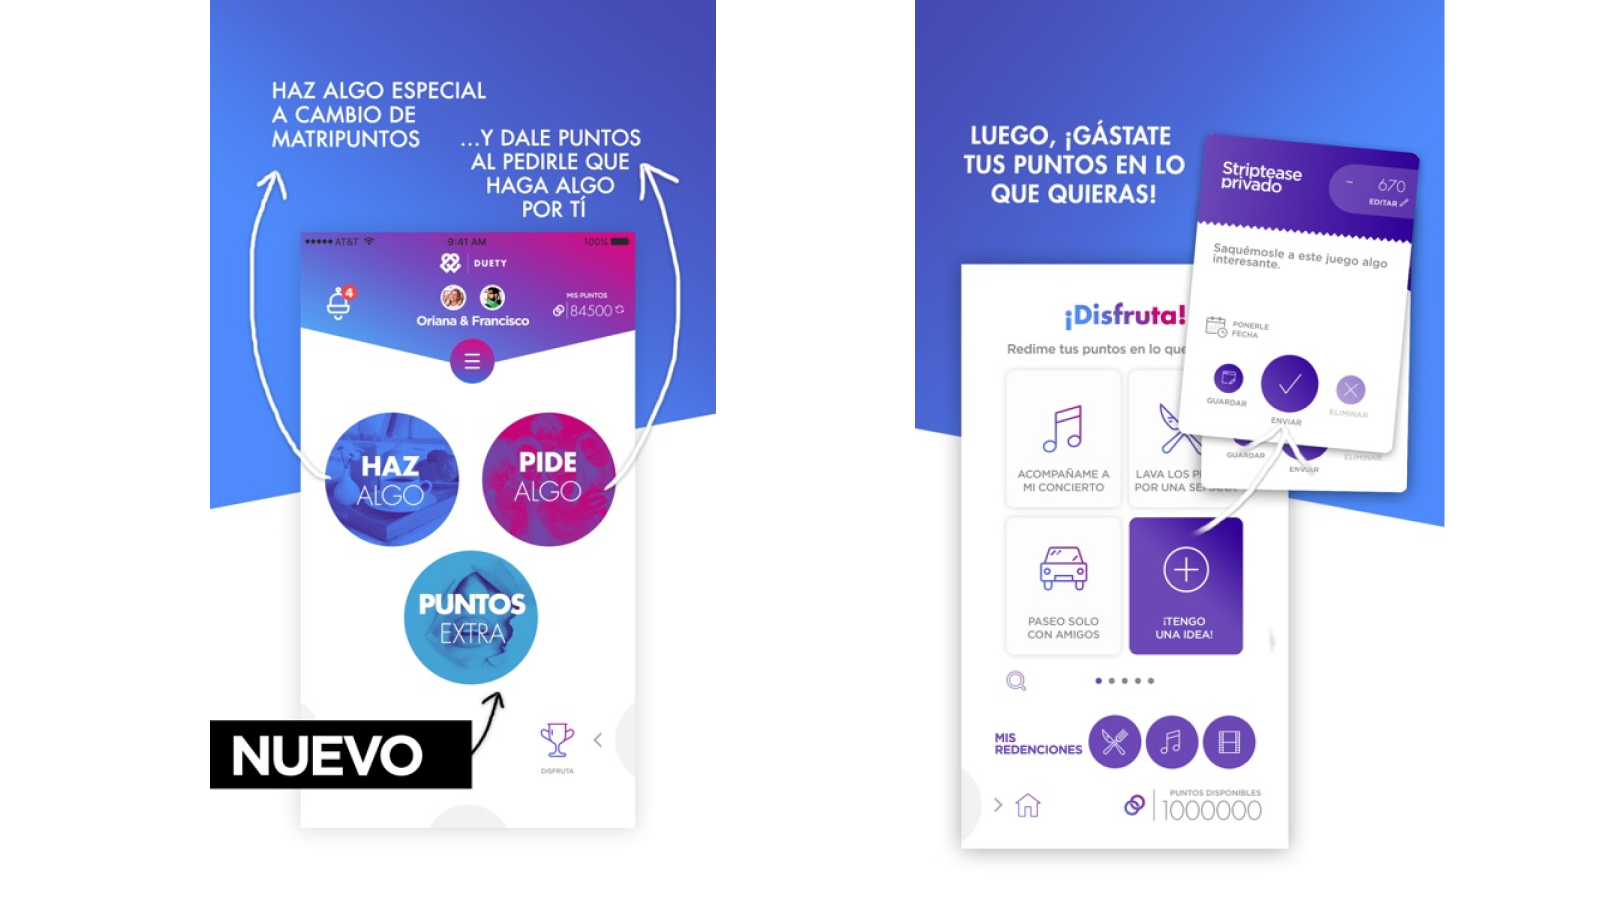 HAZ ALGO ESPECIAL
A CAMBIO DE
MATRIPUNTOS
...Y DALE PUNTOS
AL PEDIRLE QUE
HAGA ALGO
POR TÍ
AT&T
9:41 AM
100%
DUETY
4
Oriana & Francisco
MIS PUNTOS
84500
HAZ
ALGO
PIDE
ALGO
PUNTOS
EXTRA
NUEVO
DISFRUTA
LUEGO, ¡GÁSTATE
TUS PUNTOS EN LO
QUE QUIERAS!
Striptease
privado
- 670
EDITAR
Saquémosle a este juego algo
interesante.
PONERLE
FECHA
GUARDAR
ENVIAR
ELIMINAR
GUARDAR
ENVIAR
ELIMINAR
¡Disfruta!
Redime tus puntos en lo que
ACOMPAÑAME A
MI CONCIERTO
LAVA LOS P
POR UNA SEMANA
PASEO SOLO
CON AMIGOS
¡TENGO
UNA IDEA!
MIS
REDENCIONES
PUNTOS DISPONIBLES
1000000